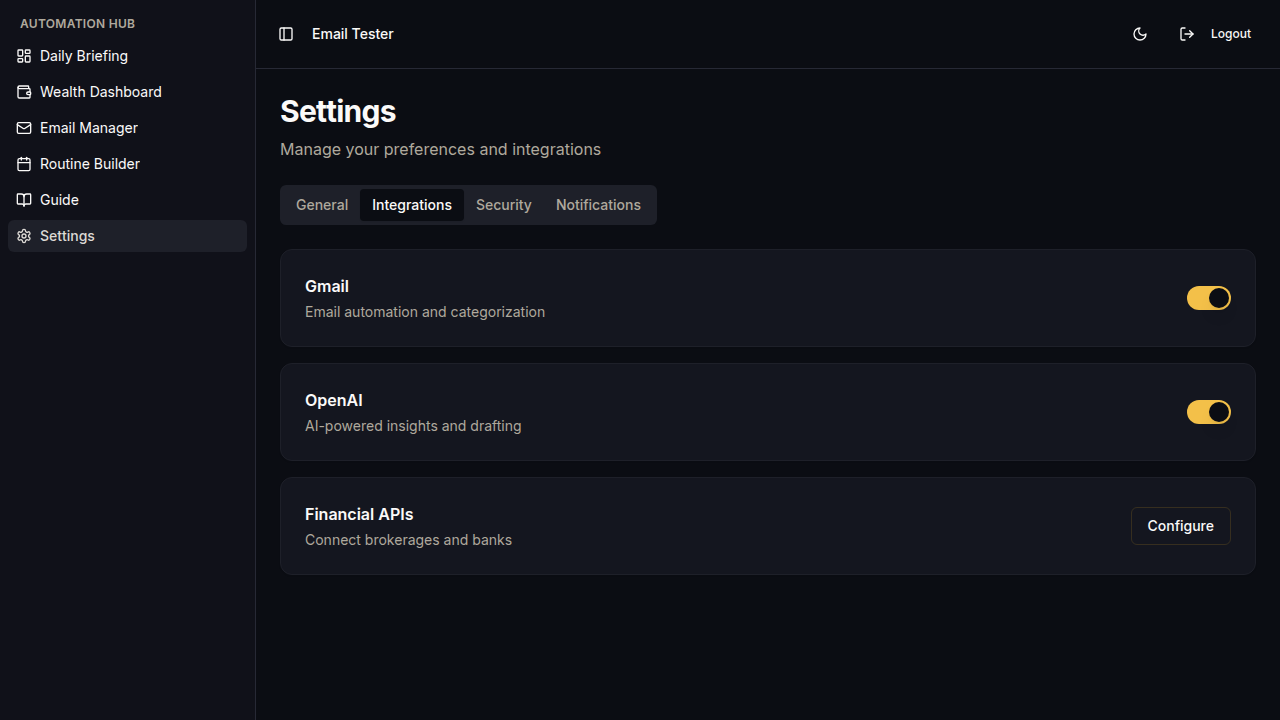 AUTOMATION HUB
Daily Briefing
Wealth Dashboard
Email Manager
Routine Builder
Guide
Settings
Email Tester
Logout
Settings
Manage your preferences and integrations
General Integrations Security Notifications
Gmail
Email automation and categorization
OpenAI
AI-powered insights and drafting
Financial APIs
Connect brokerages and banks
Configure